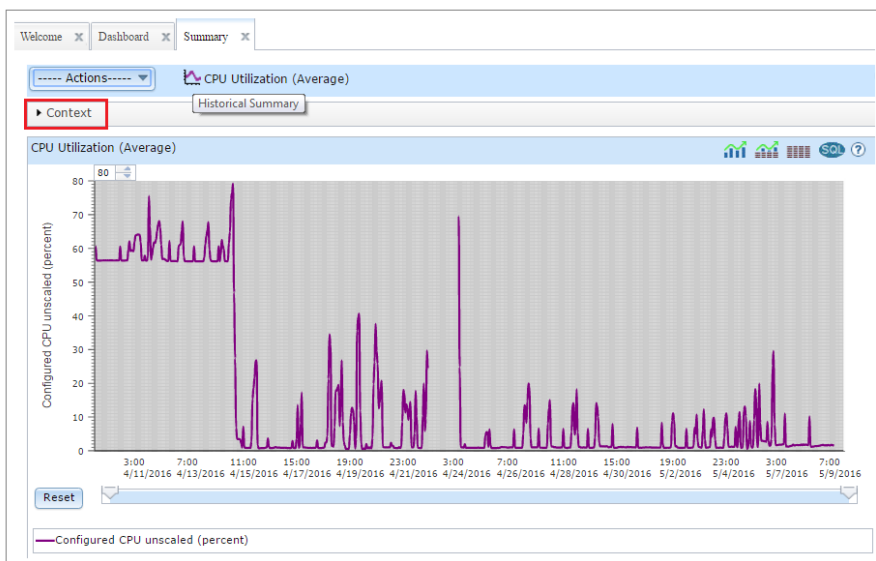 Welcome x Dashboard x Summary x
----- Actions----- CPU Utilization (Average)
Historical Summary
Context
CPU Utilization (Average) SQL ?
80
80
70
60
50
40
30
20
10
0
Configured CPU unscaled (percent)
3:00 7:00 11:00 15:00 19:00 23:00 3:00 7:00 11:00 15:00 19:00 23:00 3:00 7:00
4/11/2016 4/13/2016 4/15/2016 4/17/2016 4/19/2016 4/21/2016 4/24/2016 4/26/2016 4/28/2016 4/30/2016 5/2/2016 5/4/2016 5/7/2016 5/9/2016
Reset
Configured CPU unscaled (percent)